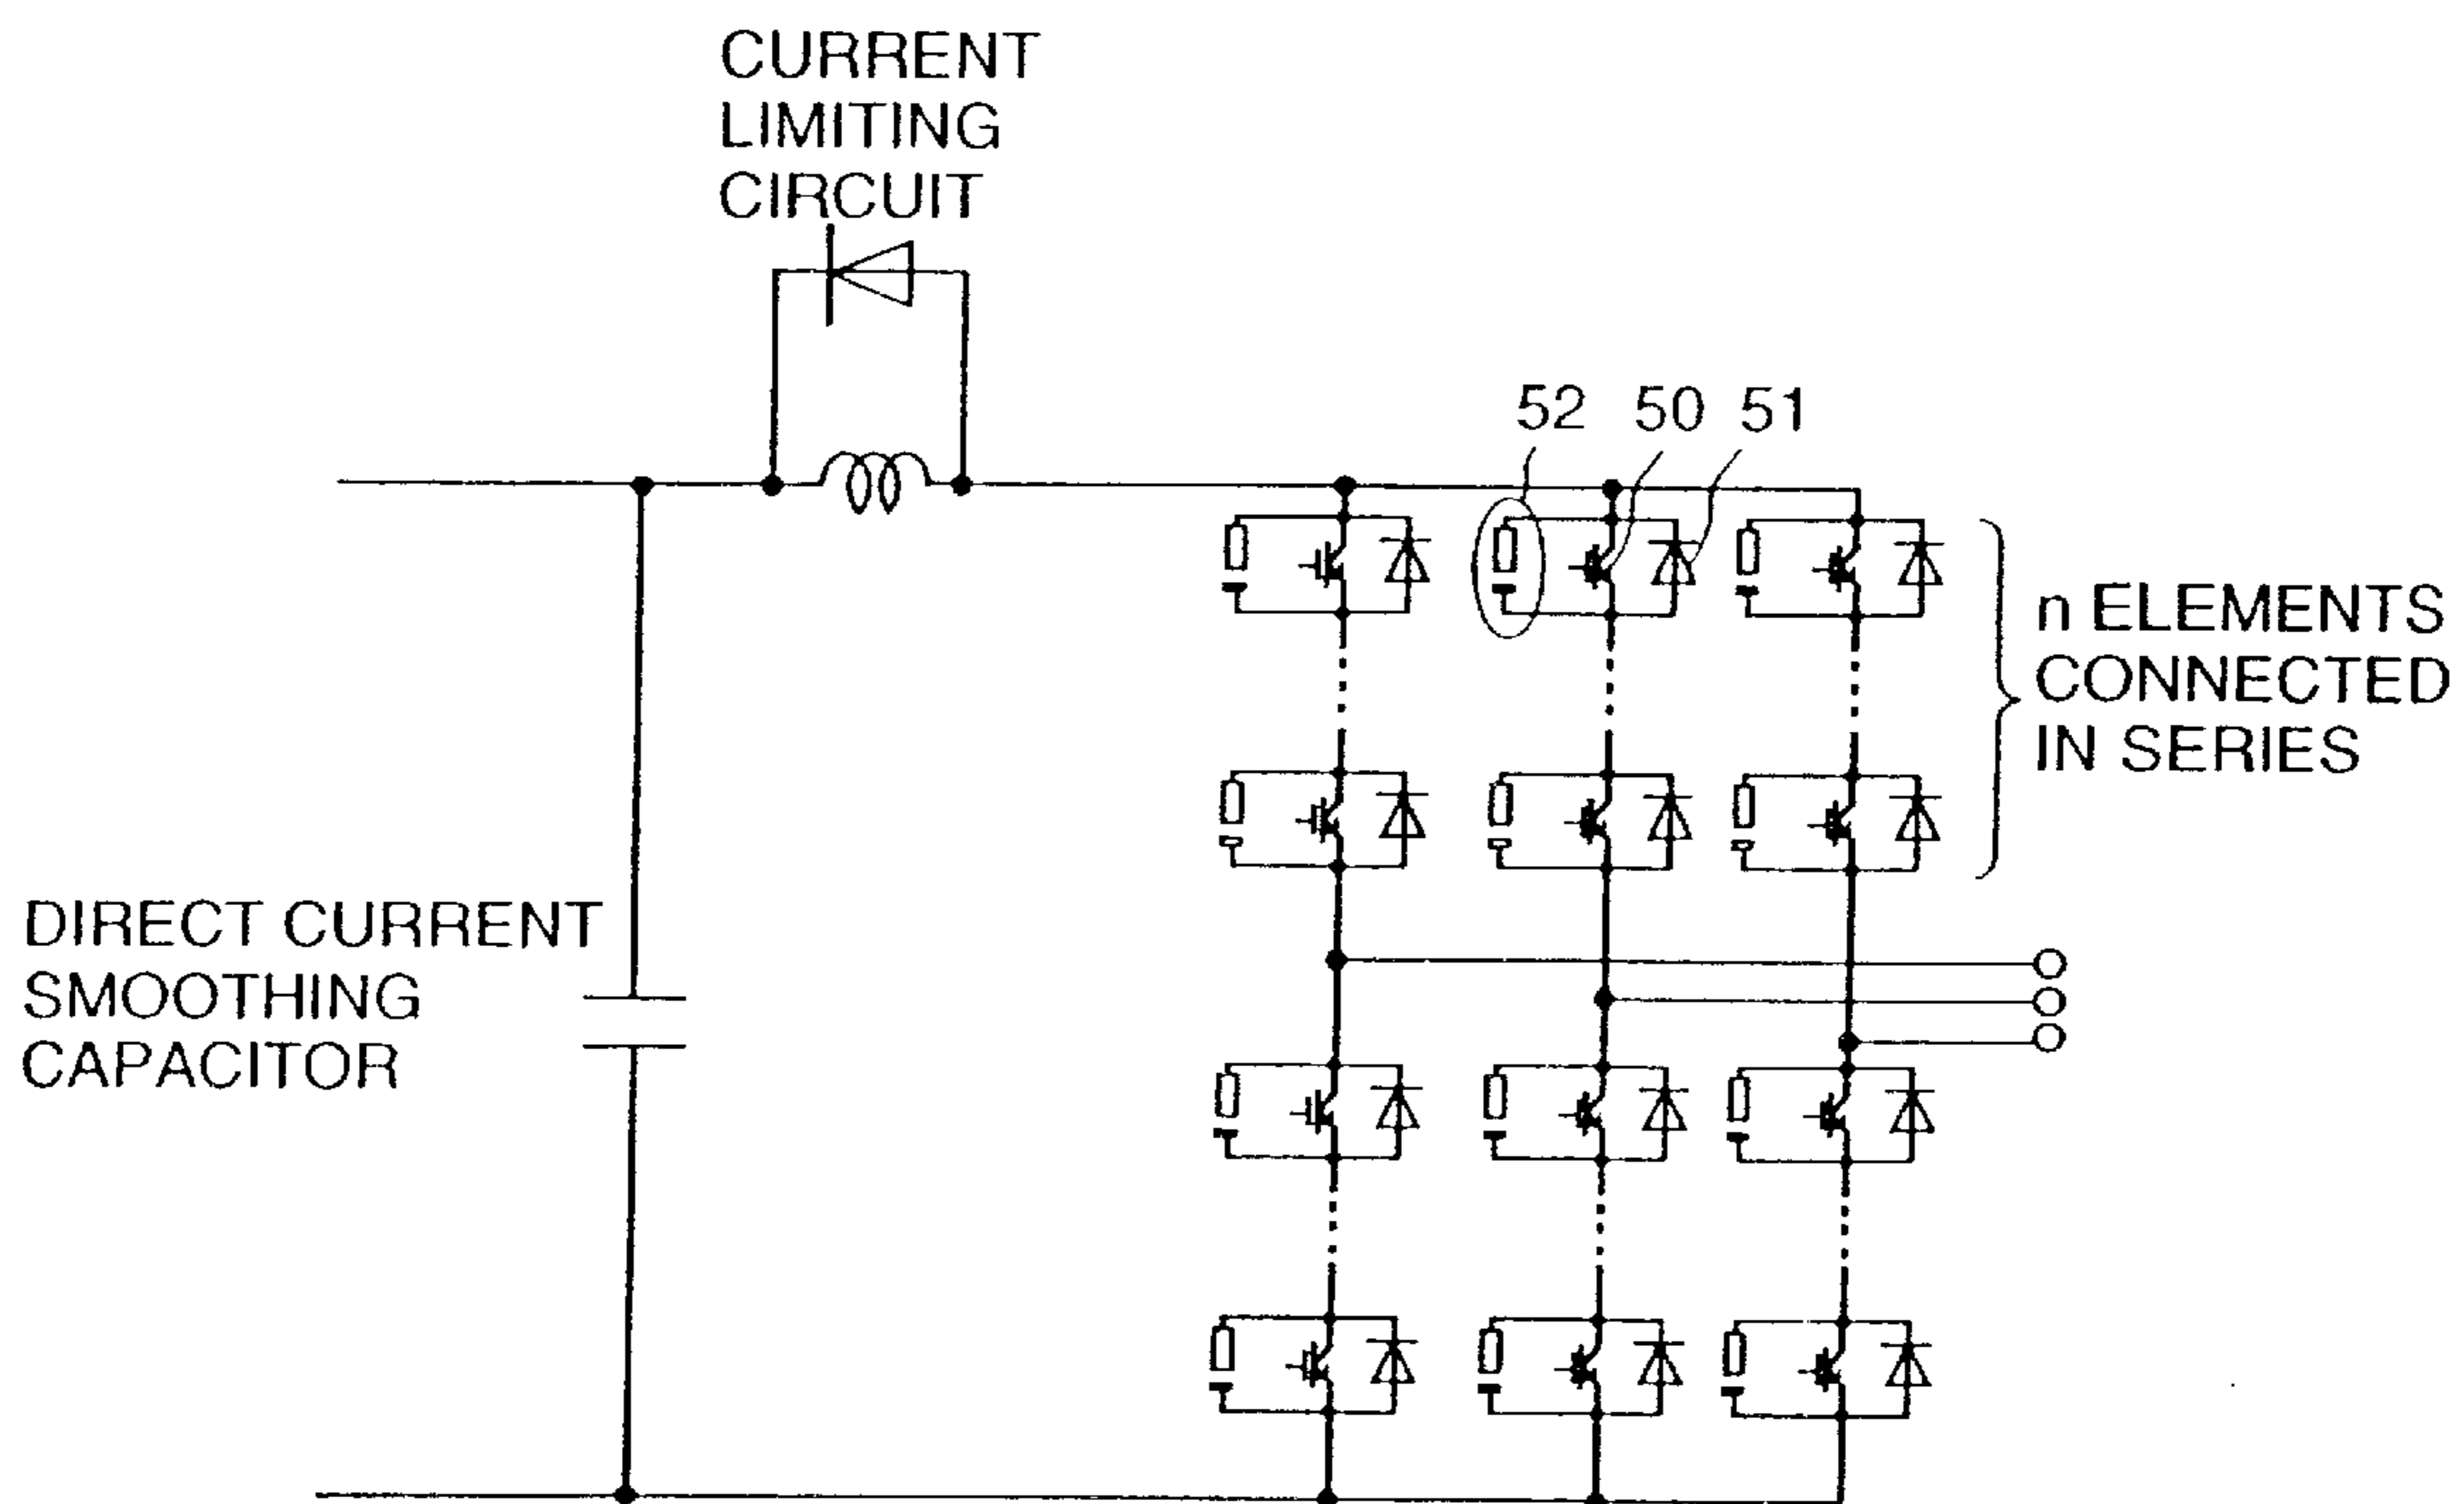 CURRENT
LIMITING
CIRCUIT
52 50 51
n ELEMENTS
CONNECTED
IN SERIES
DIRECT CURRENT
SMOOTHING
CAPACITOR